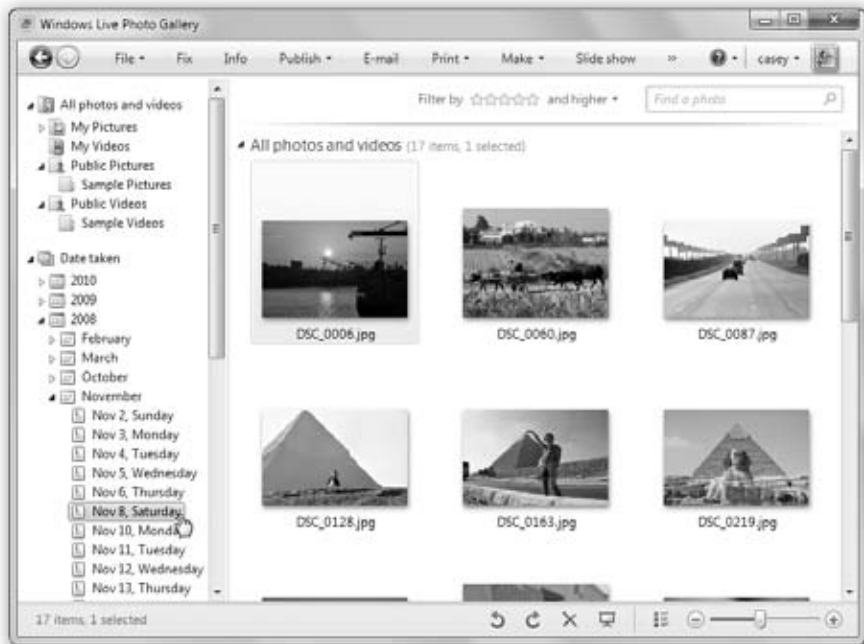 Windows Live Photo Gallery
File Fix Info Publish E-mail Print Make Slide show » casey
Filter by and higher Find a photo
All photos and videos
My Pictures
My Videos
Public Pictures
Sample Pictures
Public Videos
Sample Videos
Date taken
2010
2009
2008
February
March
October
November
Nov 2, Sunday
Nov 3, Monday
Nov 4, Tuesday
Nov 5, Wednesday
Nov 6, Thursday
Nov 8, Saturday
Nov 10, Monday
Nov 11, Tuesday
Nov 12, Wednesday
Nov 13, Thursday
All photos and videos (17 items, 1 selected)
DSC_0006.jpg DSC_0060.jpg DSC_0087.jpg
DSC_0128.jpg DSC_0163.jpg DSC_0219.jpg
17 items, 1 selected